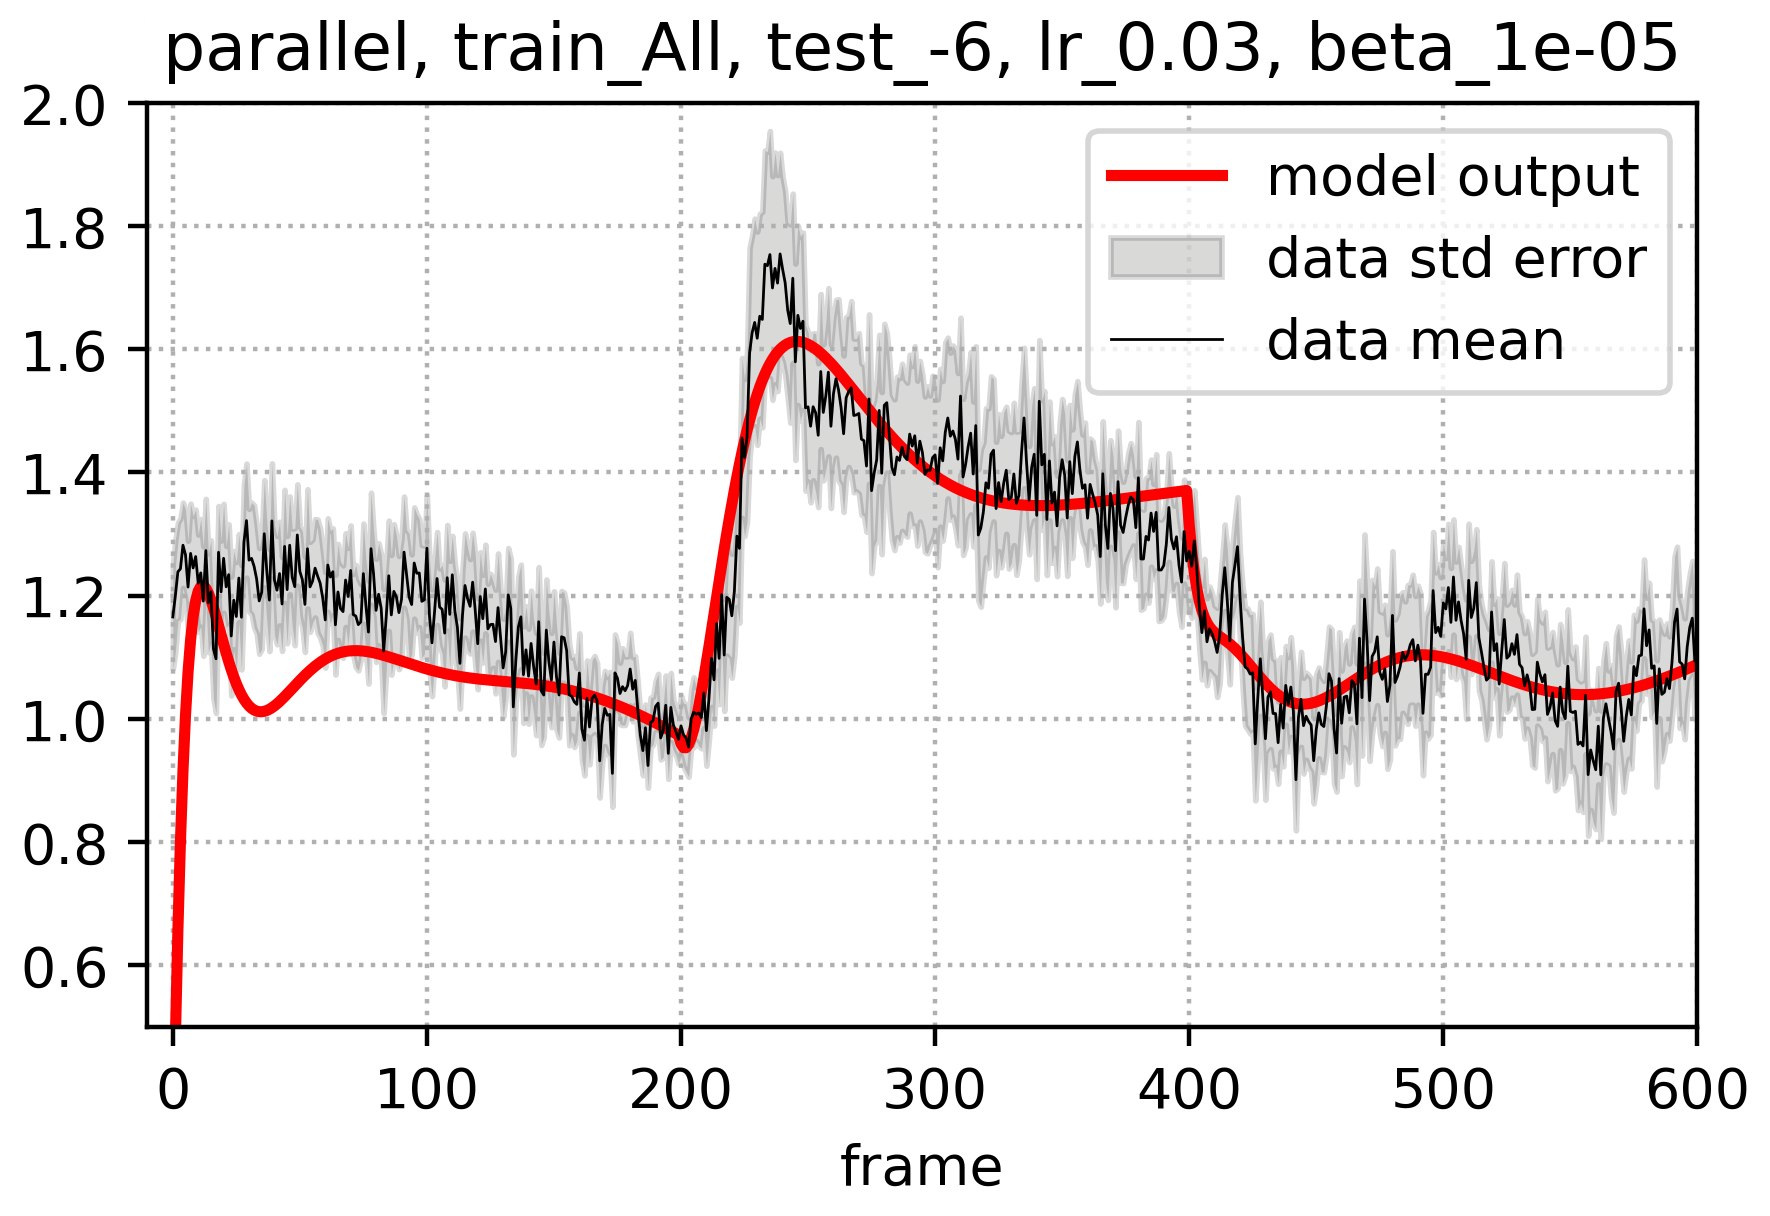 parallel, train_All, test_-6, lr_0.03, beta_1e-05
2.0
1.8
1.6
1.4
1.2
1.0
0.8
0.6
model output
data std error
data mean
0 100 200 300 400 500 600
frame